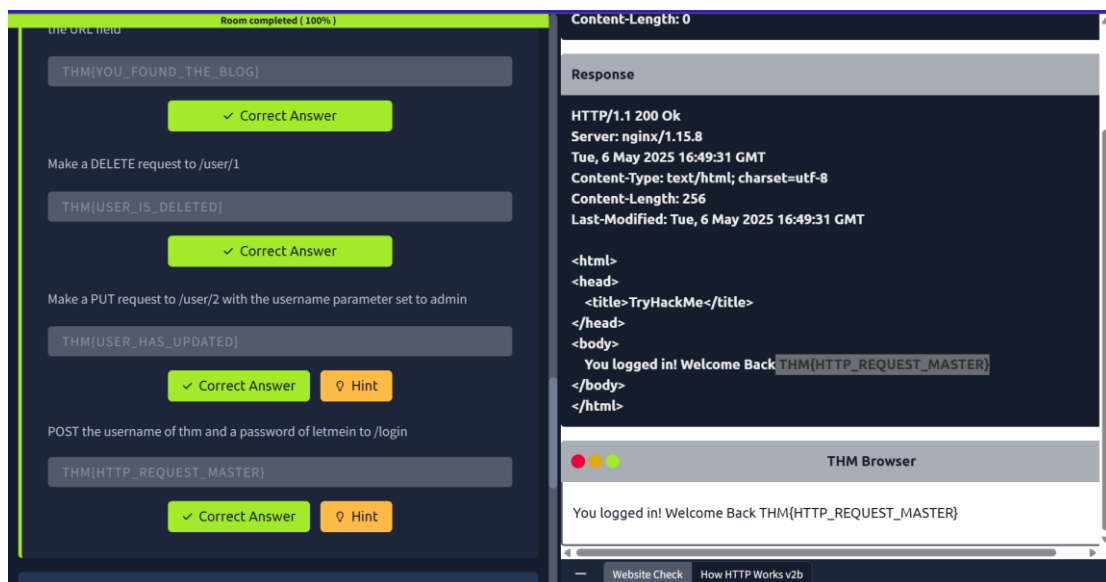 Room completed ( 100% )
the URL field
THM{YOU_FOUND_THE_BLOG}
✓ Correct Answer
Make a DELETE request to /user/1
THM{USER_IS_DELETED}
✓ Correct Answer
Make a PUT request to /user/2 with the username parameter set to admin
THM{USER_HAS_UPDATED}
✓ Correct Answer
Hint
POST the username of thm and a password of letmein to /login
THM{HTTP_REQUEST_MASTER}
✓ Correct Answer
Hint
Content-Length: 0
Response
HTTP/1.1 200 Ok
Server: nginx/1.15.8
Tue, 6 May 2025 16:49:31 GMT
Content-Type: text/html; charset=utf-8
Content-Length: 256
Last-Modified: Tue, 6 May 2025 16:49:31 GMT
<html>
<head>
<title>TryHackMe</title>
</head>
<body>
You logged in! Welcome Back THM{HTTP_REQUEST_MASTER}
</body>
</html>
THM Browser
You logged in! Welcome Back THM{HTTP_REQUEST_MASTER}
Website Check
How HTTP Works v2b